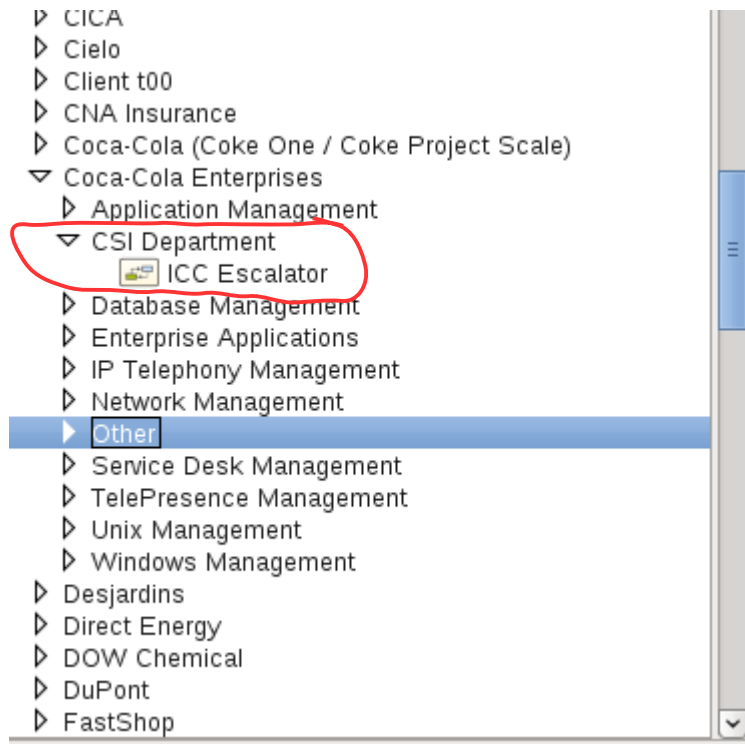 CICA
Cielo
Client t00
CNA Insurance
Coca-Cola (Coke One / Coke Project Scale)
Coca-Cola Enterprises
Application Management
CSI Department
ICC Escalator
Database Management
Enterprise Applications
IP Telephony Management
Network Management
Other
Service Desk Management
TelePresence Management
Unix Management
Windows Management
Desjardins
Direct Energy
DOW Chemical
DuPont
FastShop